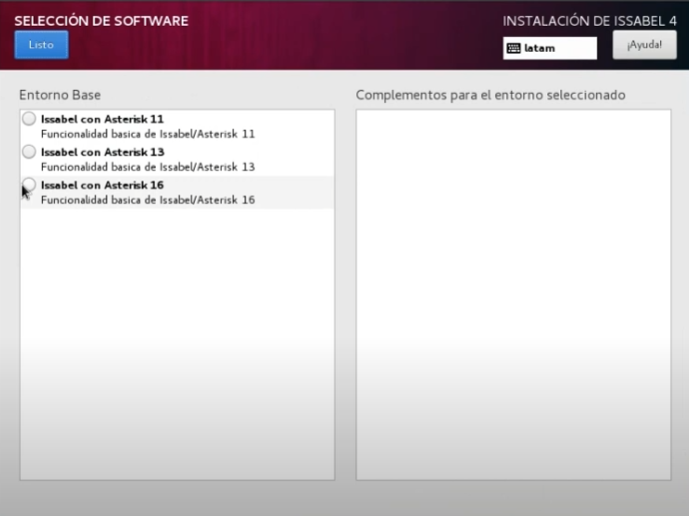 SELECCIÓN DE SOFTWARE
INSTALACIÓN DE ISSABEL 4
Listo
latam
¡Ayuda!
Entorno Base
Issabel con Asterisk 11
Funcionalidad basica de Issabel/Asterisk 11
Issabel con Asterisk 13
Funcionalidad basica de Issabel/Asterisk 13
Issabel con Asterisk 16
Funcionalidad basica de Issabel/Asterisk 16
Complementos para el entorno seleccionado